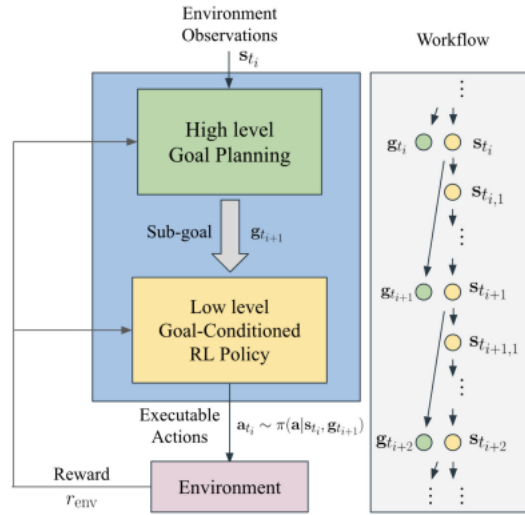 Environment
Observations
s_{t_i}
High level
Goal Planning
Sub-goal
g_{t_{i+1}}
Low level
Goal-Conditioned
RL Policy
Executable
Actions
a_{t_i} ∼ π(a|s_{t_i}, g_{t_{i+1}})
Reward
r_{env}
Environment
Workflow
⋮
g_{t_i}
s_{t_i}
s_{t_i,1}
⋮
g_{t_{i+1}}
s_{t_{i+1}}
s_{t_{i+1},1}
⋮
g_{t_{i+2}}
s_{t_{i+2}}
⋮ ⋮